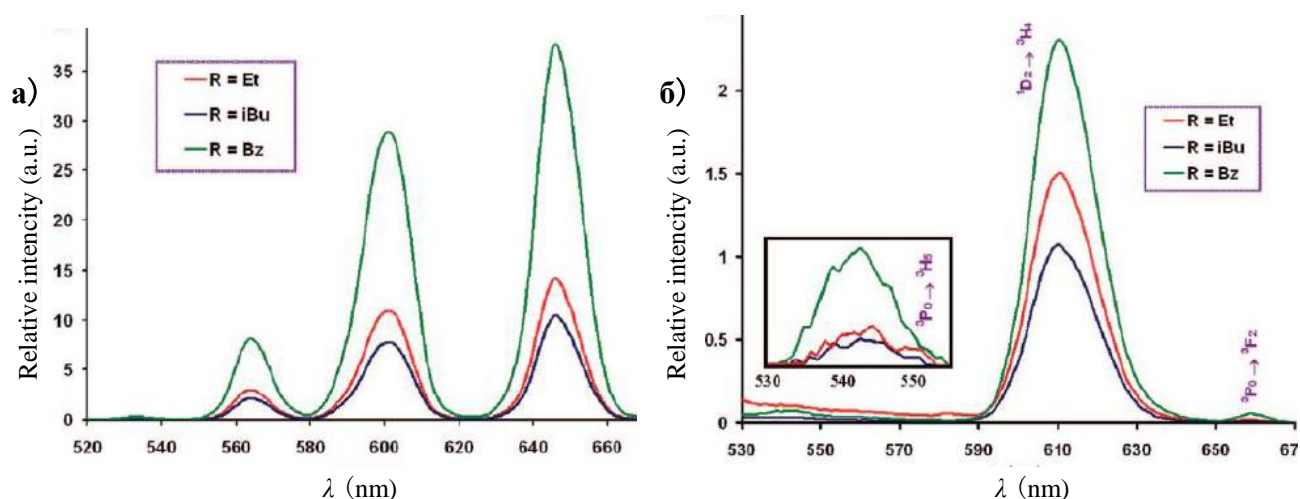 а)
R = Et
R = iBu
R = Bz
35
30
25
20
15
10
5
0
520
540
560
580
600
620
640
660
Relative intencity (a.u.)
λ (nm)
б)
¹D₂ → ³H₄
R = Et
R = iBu
R = Bz
³P₀ → ³H₅
530
540
550
³P₀ → ³F₂
2
1.5
1
0.5
0
530
550
570
590
610
630
650
67
Relative intencity (a.u.)
λ (nm)